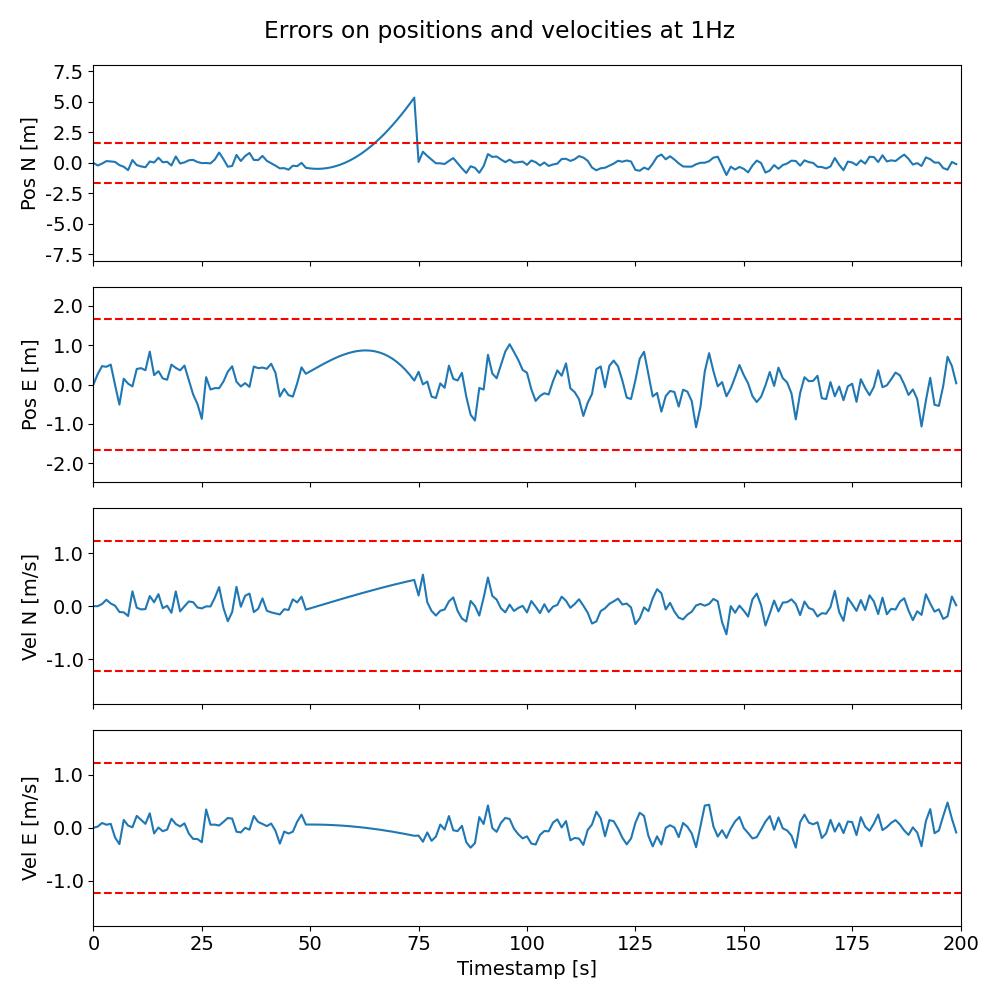 Errors on positions and velocities at 1Hz
Pos N [m]
7.5
5.0
2.5
0.0
-2.5
-5.0
-7.5
Pos E [m]
2.0
1.0
0.0
-1.0
-2.0
Vel N [m/s]
1.0
0.0
-1.0
Vel E [m/s]
1.0
0.0
-1.0
0 25 50 75 100 125 150 175 200
Timestamp [s]